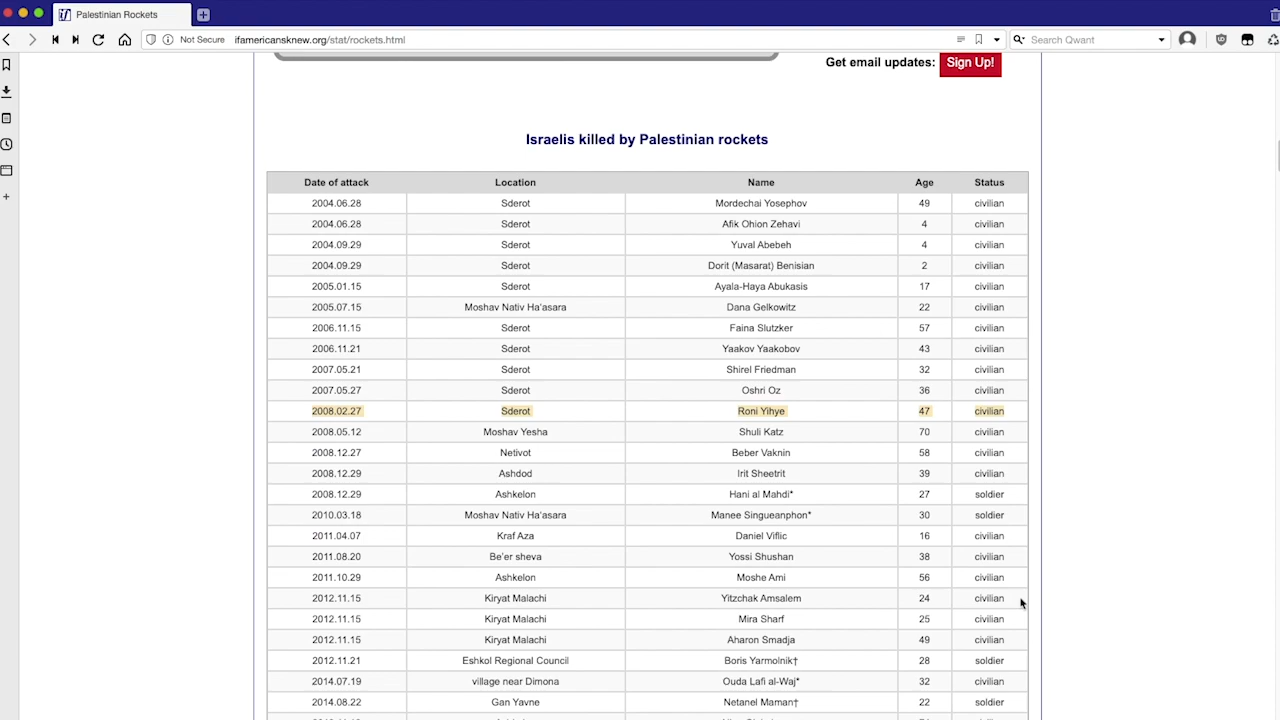 Palestinian Rockets
Not Secure ifamericansknew.org/stat/rockets.html Search Qwant
Get email updates: Sign Up!
Israelis killed by Palestinian rockets
Date of attack Location Name Age Status
2004.06.28 Sderot Mordechai Yosephov 49 civilian
2004.06.28 Sderot Afik Ohion Zehavi 4 civilian
2004.09.29 Sderot Yuval Abebeh 4 civilian
2004.09.29 Sderot Dorit (Masarat) Benisian 2 civilian
2005.01.15 Sderot Ayala-Haya Abukasis 17 civilian
2005.07.15 Moshav Nativ Ha'asara Dana Gelkowitz 22 civilian
2006.11.15 Sderot Faina Slutzker 57 civilian
2006.11.21 Sderot Yaakov Yaakobov 43 civilian
2007.05.21 Sderot Shirel Friedman 32 civilian
2007.05.27 Sderot Oshri Oz 36 civilian
2008.02.27 Sderot Roni Yihye 47 civilian
2008.05.12 Moshav Yesha Shuli Katz 70 civilian
2008.12.27 Netivot Beber Vaknin 58 civilian
2008.12.29 Ashdod Irit Sheetrit 39 civilian
2008.12.29 Ashkelon Hani al Mahdi* 27 soldier
2010.03.18 Moshav Nativ Ha'asara Manee Singueanphon* 30 soldier
2011.04.07 Kraf Aza Daniel Viflic 16 civilian
2011.08.20 Be'er sheva Yossi Shushan 38 civilian
2011.10.29 Ashkelon Moshe Ami 56 civilian
2012.11.15 Kiryat Malachi Yitzchak Amsalem 24 civilian
2012.11.15 Kiryat Malachi Mira Sharf 25 civilian
2012.11.15 Kiryat Malachi Aharon Smadja 49 civilian
2012.11.21 Eshkol Regional Council Boris Yarmolnik† 28 soldier
2014.07.19 village near Dimona Ouda Lafi al-Waj* 32 civilian
2014.08.22 Gan Yavne Netanel Maman† 22 soldier